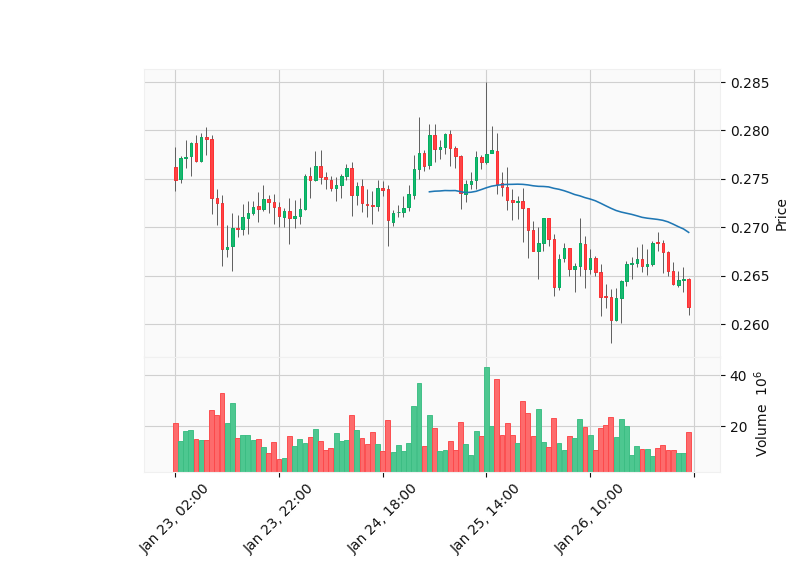 0.285
0.280
0.275
0.270
0.265
0.260
Price
40
20
Volume 10^6
Jan 23, 02:00
Jan 23, 22:00
Jan 24, 18:00
Jan 25, 14:00
Jan 26, 10:00